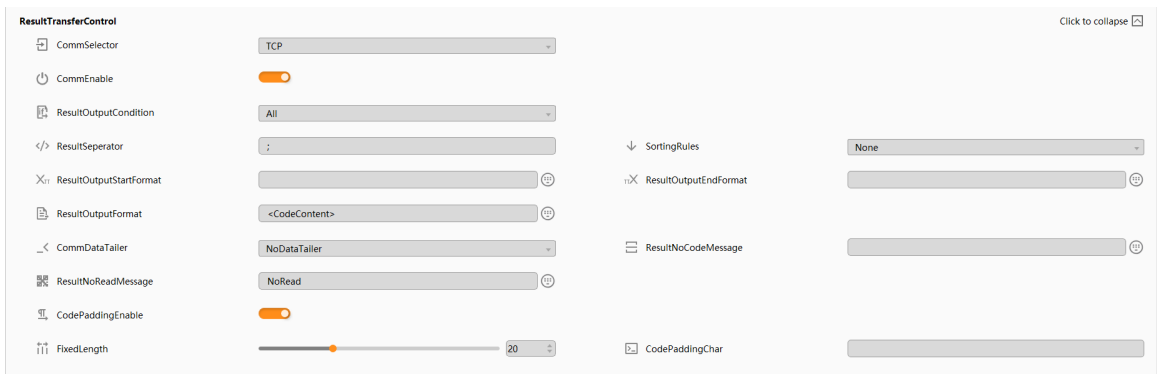 ResultTransferControl Click to collapse
CommSelector TCP
CommEnable
ResultOutputCondition All
ResultSeperator ; SortingRules None
ResultOutputStartFormat ResultOutputEndFormat
ResultOutputFormat <CodeContent>
CommDataTailer NoDataTailer ResultNoCodeMessage
ResultNoReadMessage NoRead
CodePaddingEnable
FixedLength 20 CodePaddingChar